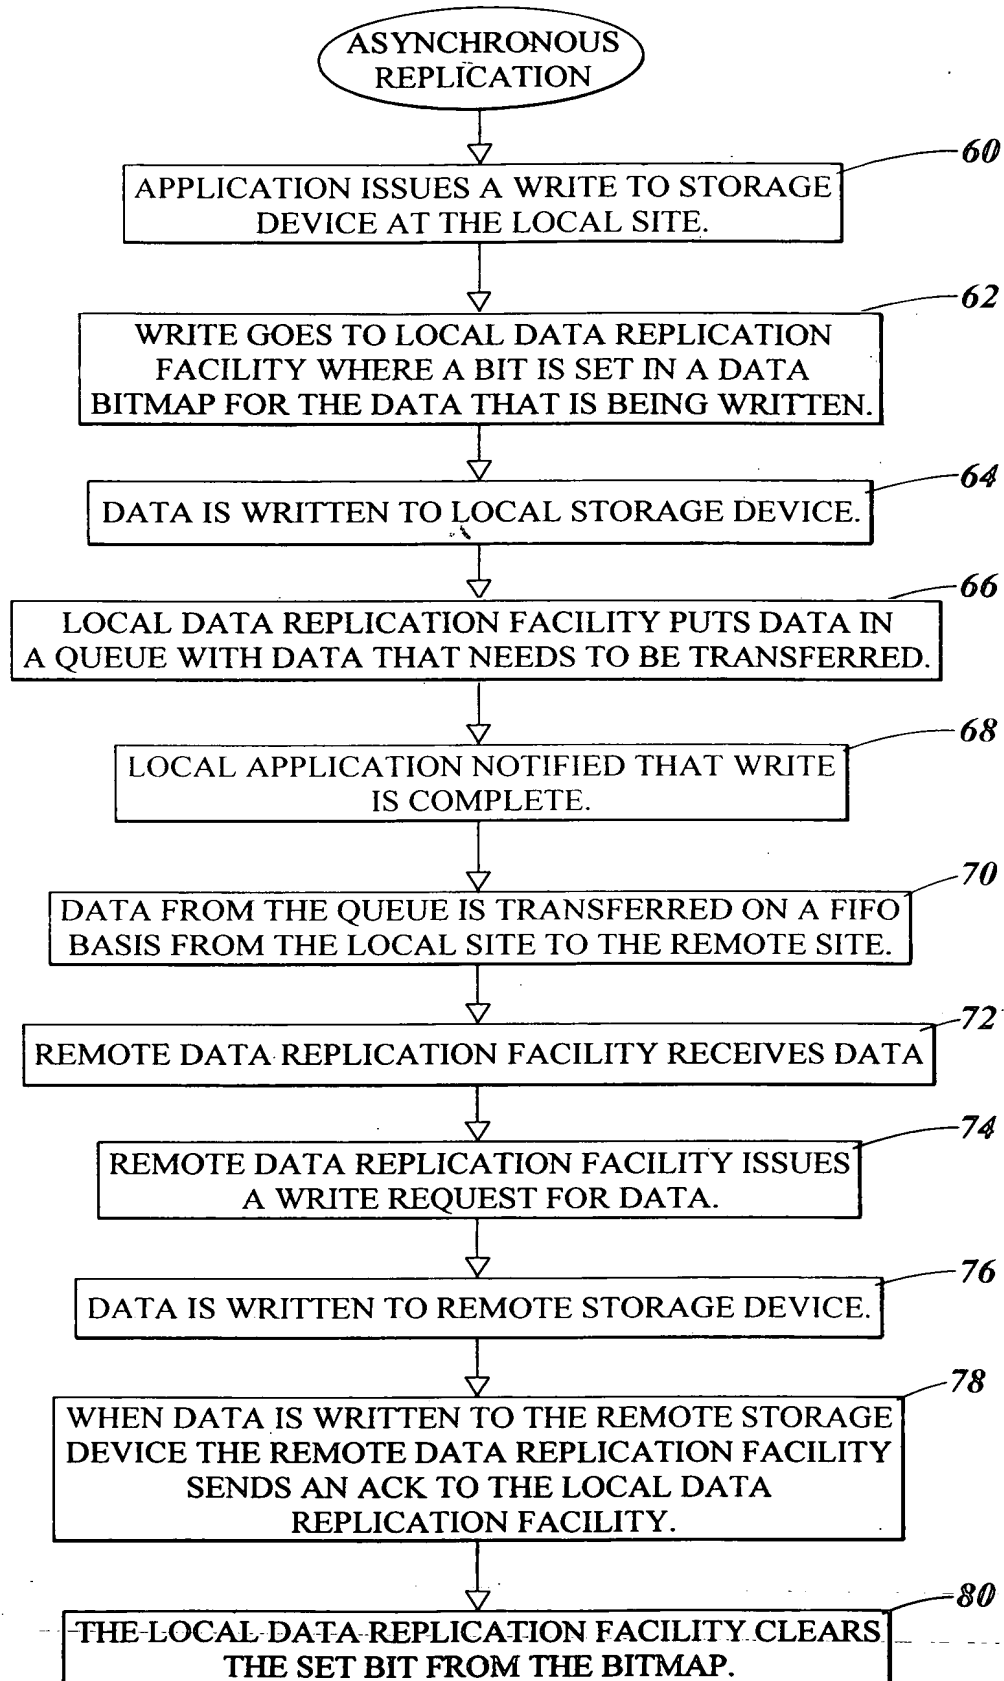 ASYNCHRONOUS
REPLICATION
60
APPLICATION ISSUES A WRITE TO STORAGE
DEVICE AT THE LOCAL SITE.
62
WRITE GOES TO LOCAL DATA REPLICATION
FACILITY WHERE A BIT IS SET IN A DATA
BITMAP FOR THE DATA THAT IS BEING WRITTEN.
64
DATA IS WRITTEN TO LOCAL STORAGE DEVICE.
66
LOCAL DATA REPLICATION FACILITY PUTS DATA IN
A QUEUE WITH DATA THAT NEEDS TO BE TRANSFERRED.
68
LOCAL APPLICATION NOTIFIED THAT WRITE
IS COMPLETE.
70
DATA FROM THE QUEUE IS TRANSFERRED ON A FIFO
BASIS FROM THE LOCAL SITE TO THE REMOTE SITE.
72
REMOTE DATA REPLICATION FACILITY RECEIVES DATA
74
REMOTE DATA REPLICATION FACILITY ISSUES
A WRITE REQUEST FOR DATA.
76
DATA IS WRITTEN TO REMOTE STORAGE DEVICE.
78
WHEN DATA IS WRITTEN TO THE REMOTE STORAGE
DEVICE THE REMOTE DATA REPLICATION FACILITY
SENDS AN ACK TO THE LOCAL DATA
REPLICATION FACILITY.
80
THE LOCAL DATA REPLICATION FACILITY CLEARS
THE SET BIT FROM THE BITMAP.